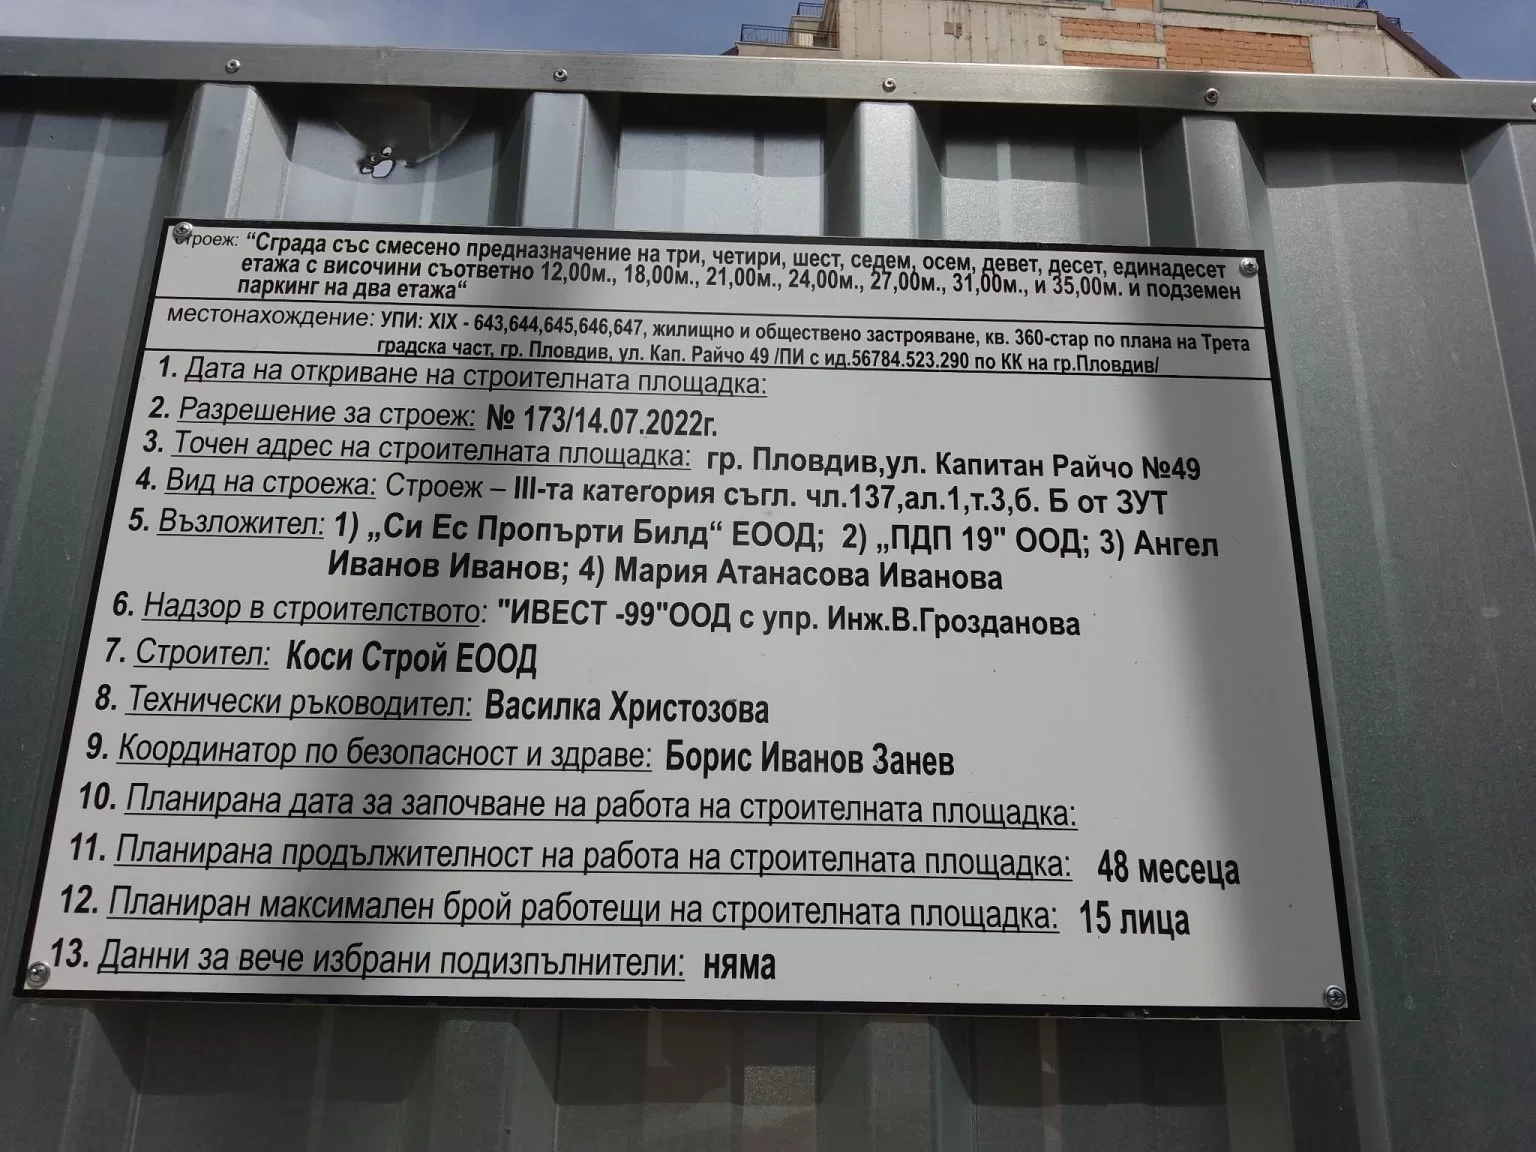 строеж: "Сграда със смесено предназначение на три, четири, шест, седем, осем, девет, десет, единадесет
етажа с височини съответно 12,00м., 18,00м., 21,00м., 24,00м., 27,00м., 31,00м., и 35,00м. и подземен
паркинг на два етажа“
местонахождение: УПИ: XIX - 643,644,645,646,647, жилищно и обществено застрояване, кв. 360-стар по плана на Трета
градска част, гр. Пловдив, ул. Кап. Райчо 49 /ПИ с ид.56784.523.290 по КК на гр.Пловдив/
1. Дата на откриване на строителната площадка:
2. Разрешение за строеж: № 173/14.07.2022г.
3. Точен адрес на строителната площадка: гр. Пловдив,ул. Капитан Райчо №49
4. Вид на строежа: Строеж – III-та категория съгл. чл.137,ал.1,т.3,б. Б от ЗУТ
5. Възложител: 1) „Си Ес Пропърти Билд“ ЕООД; 2) „ПДП 19" ООД; 3) Ангел
Иванов Иванов; 4) Мария Атанасова Иванова
6. Надзор в строителството: "ИВЕСТ -99"ООД с упр. Инж.В.Грозданова
7. Строител: Коси Строй ЕООД
8. Технически ръководител: Василка Христозова
9. Координатор по безопасност и здраве: Борис Иванов Занев
10. Планирана дата за започване на работа на строителната площадка:
11. Планирана продължителност на работа на строителната площадка: 48 месеца
12. Планиран максимален брой работещи на строителната площадка: 15 лица
13. Данни за вече избрани подизпълнители: няма